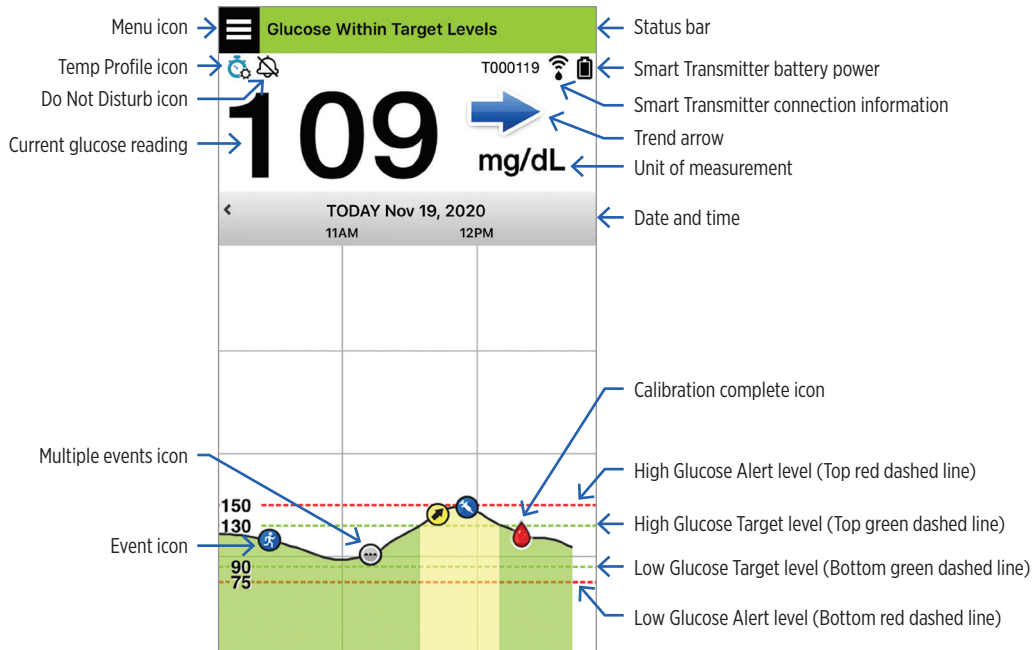 Menu icon
Glucose Within Target Levels
Status bar
Temp Profile icon
T000119
Smart Transmitter battery power
Do Not Disturb icon
Smart Transmitter connection information
Current glucose reading
109
Trend arrow
mg/dL
Unit of measurement
TODAY Nov 19, 2020
Date and time
11AM 12PM
Calibration complete icon
Multiple events icon
High Glucose Alert level (Top red dashed line)
150
130
High Glucose Target level (Top green dashed line)
Event icon
90
Low Glucose Target level (Bottom green dashed line)
75
Low Glucose Alert level (Bottom red dashed line)